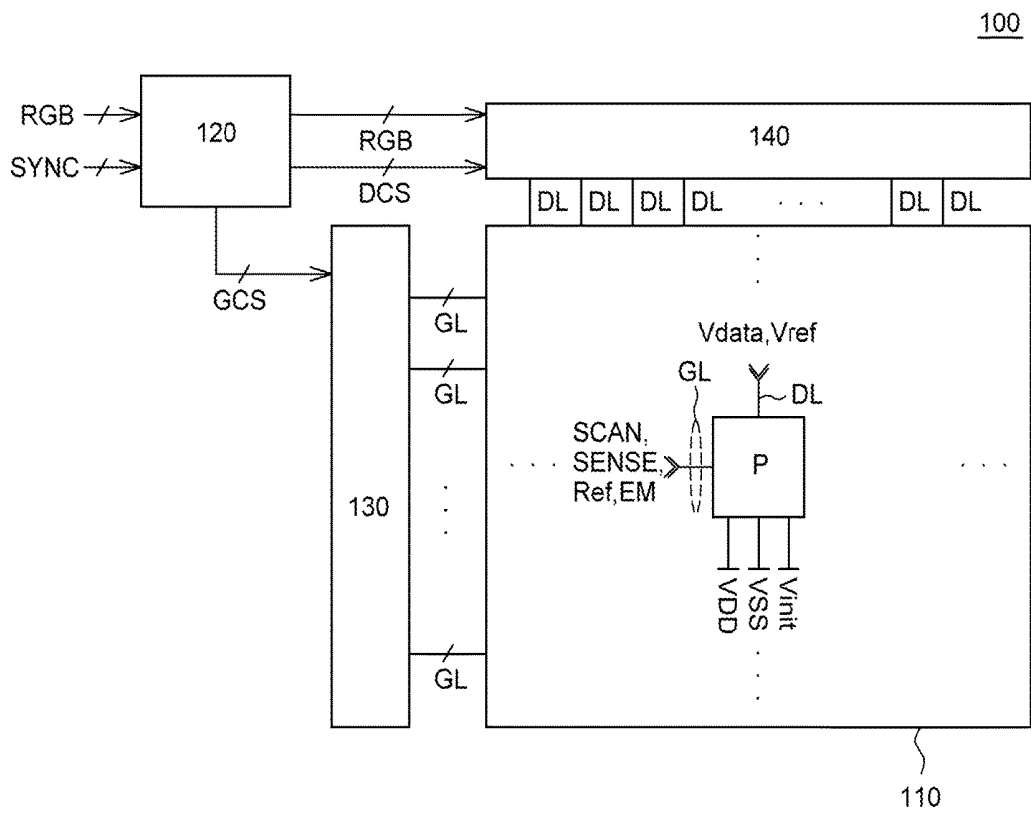 100
RGB
SYNC
120
RGB
DCS
140
GCS
DL DL DL DL DL DL
130
GL
GL
GL
Vdata,Vref
GL
DL
SCAN,
SENSE,
Ref,EM
P
VDD
VSS
Vinit
110